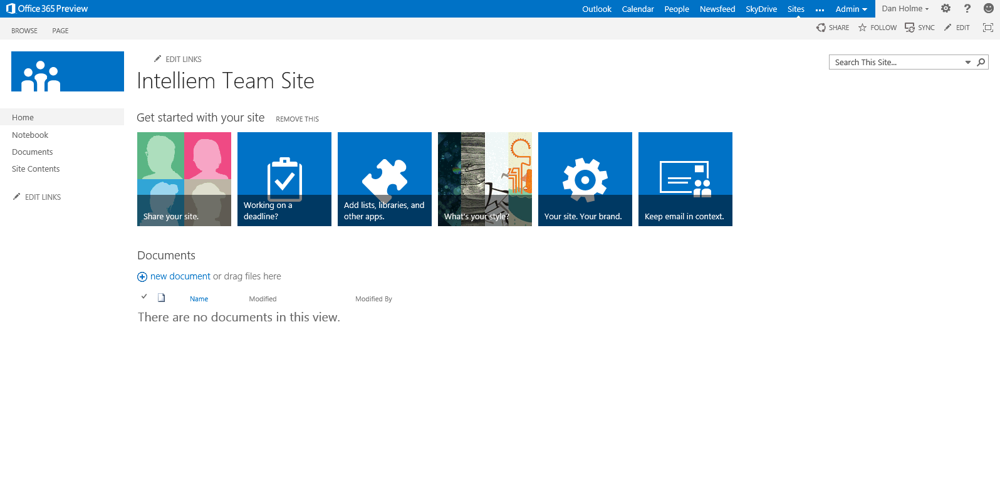 Office 365 Preview
Outlook Calendar People Newsfeed SkyDrive Sites ... Admin Dan Holme ?
BROWSE PAGE
SHARE FOLLOW SYNC EDIT
EDIT LINKS
Intelliem Team Site
Search This Site...
Home
Notebook
Documents
Site Contents
EDIT LINKS
Get started with your site REMOVE THIS
Share your site.
Working on a
deadline?
Add lists, libraries, and
other apps.
What's your style?
Your site. Your brand.
Keep email in context.
Documents
new document or drag files here
Name Modified Modified By
There are no documents in this view.